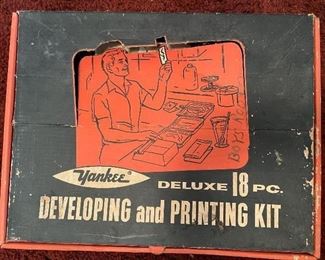 Yankee®
DELUXE 18 PC.
DEVELOPING and PRINTING KIT